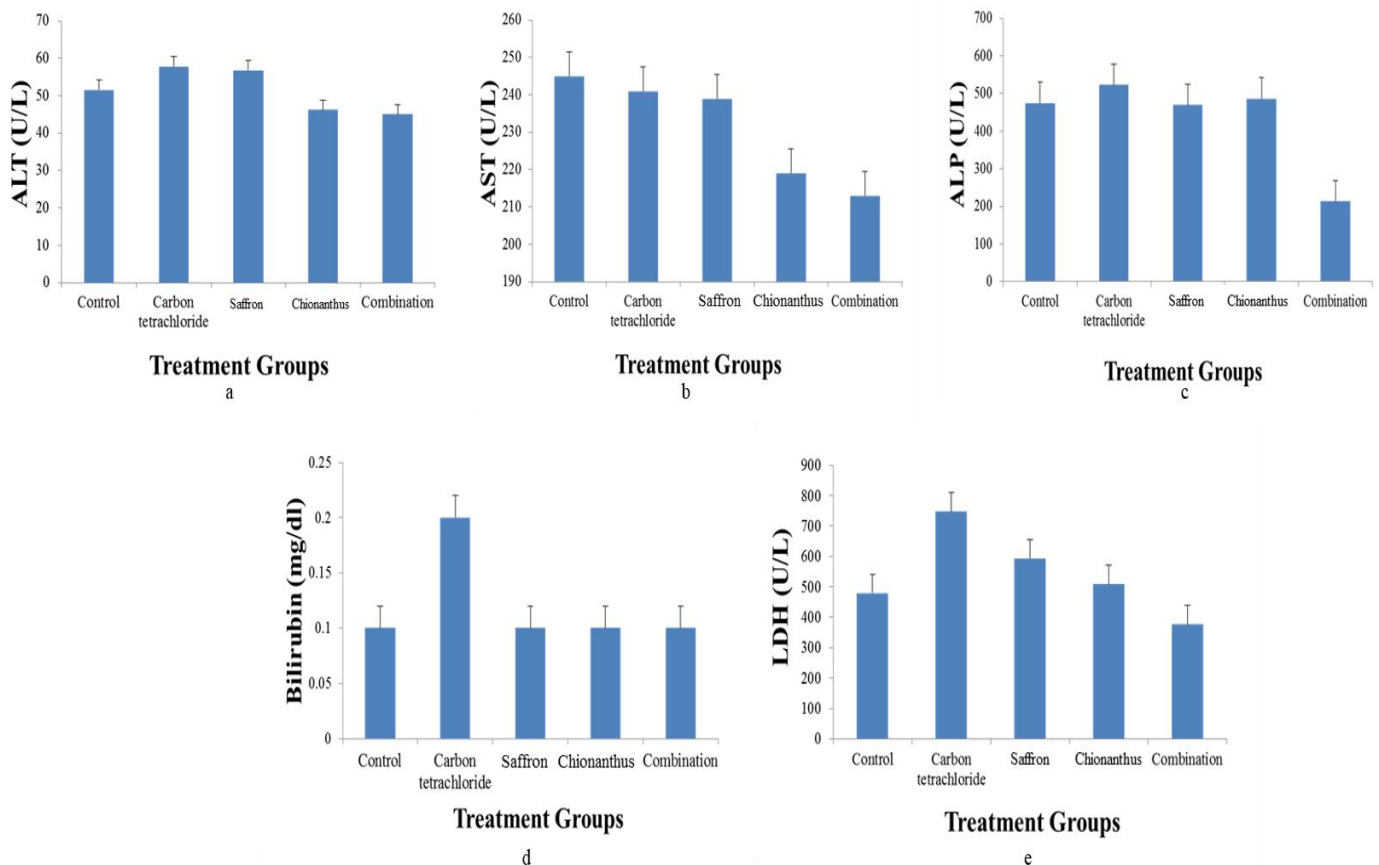 ALT (U/L)
70
60
50
40
30
20
10
0
Control Carbon Saffron Chionanthus Combination
tetrachloride
Treatment Groups
a
AST (U/L)
260
250
240
230
220
210
200
190
Control Carbon Saffron Chionanthus Combination
tetrachloride
Treatment Groups
b
ALP (U/L)
700
600
500
400
300
200
100
0
Control Carbon Saffron Chionanthus Combination
tetrachloride
Treatment Groups
c
Bilirubin (mg/dl)
0.25
0.2
0.15
0.1
0.05
0
Control Carbon Saffron Chionanthus Combination
tetrachloride
Treatment Groups
d
LDH (U/L)
900
800
700
600
500
400
300
200
100
0
Control Carbon Saffron Chionanthus Combination
tetrachloride
Treatment Groups
e